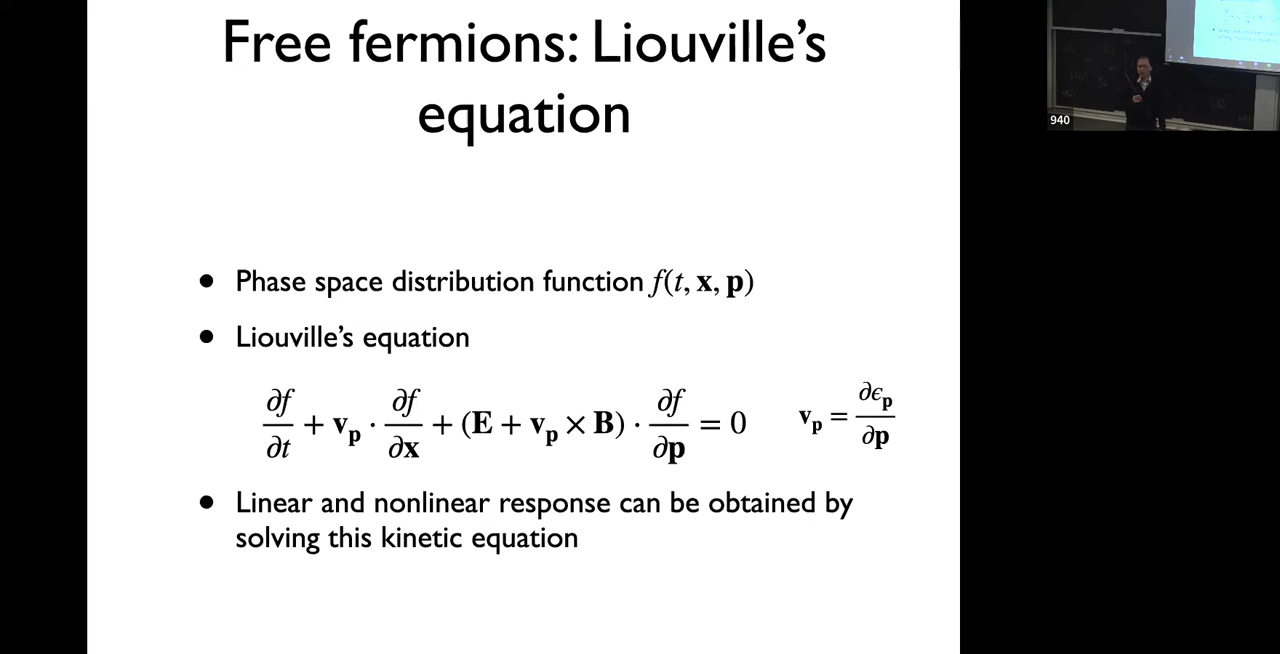 Free fermions: Liouville's
equation
• Phase space distribution function f(t, x, p)
• Liouville's equation
∂f/∂t + v_p · ∂f/∂x + (E + v_p × B) · ∂f/∂p = 0    v_p = ∂ϵ_p/∂p
• Linear and nonlinear response can be obtained by
solving this kinetic equation
940